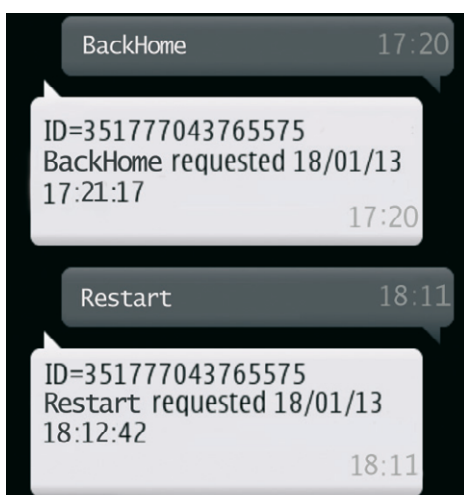 BackHome 17:20
ID=351777043765575
BackHome requested 18/01/13
17:21:17
17:20
Restart 18:11
ID=351777043765575
Restart requested 18/01/13
18:12:42
18:11